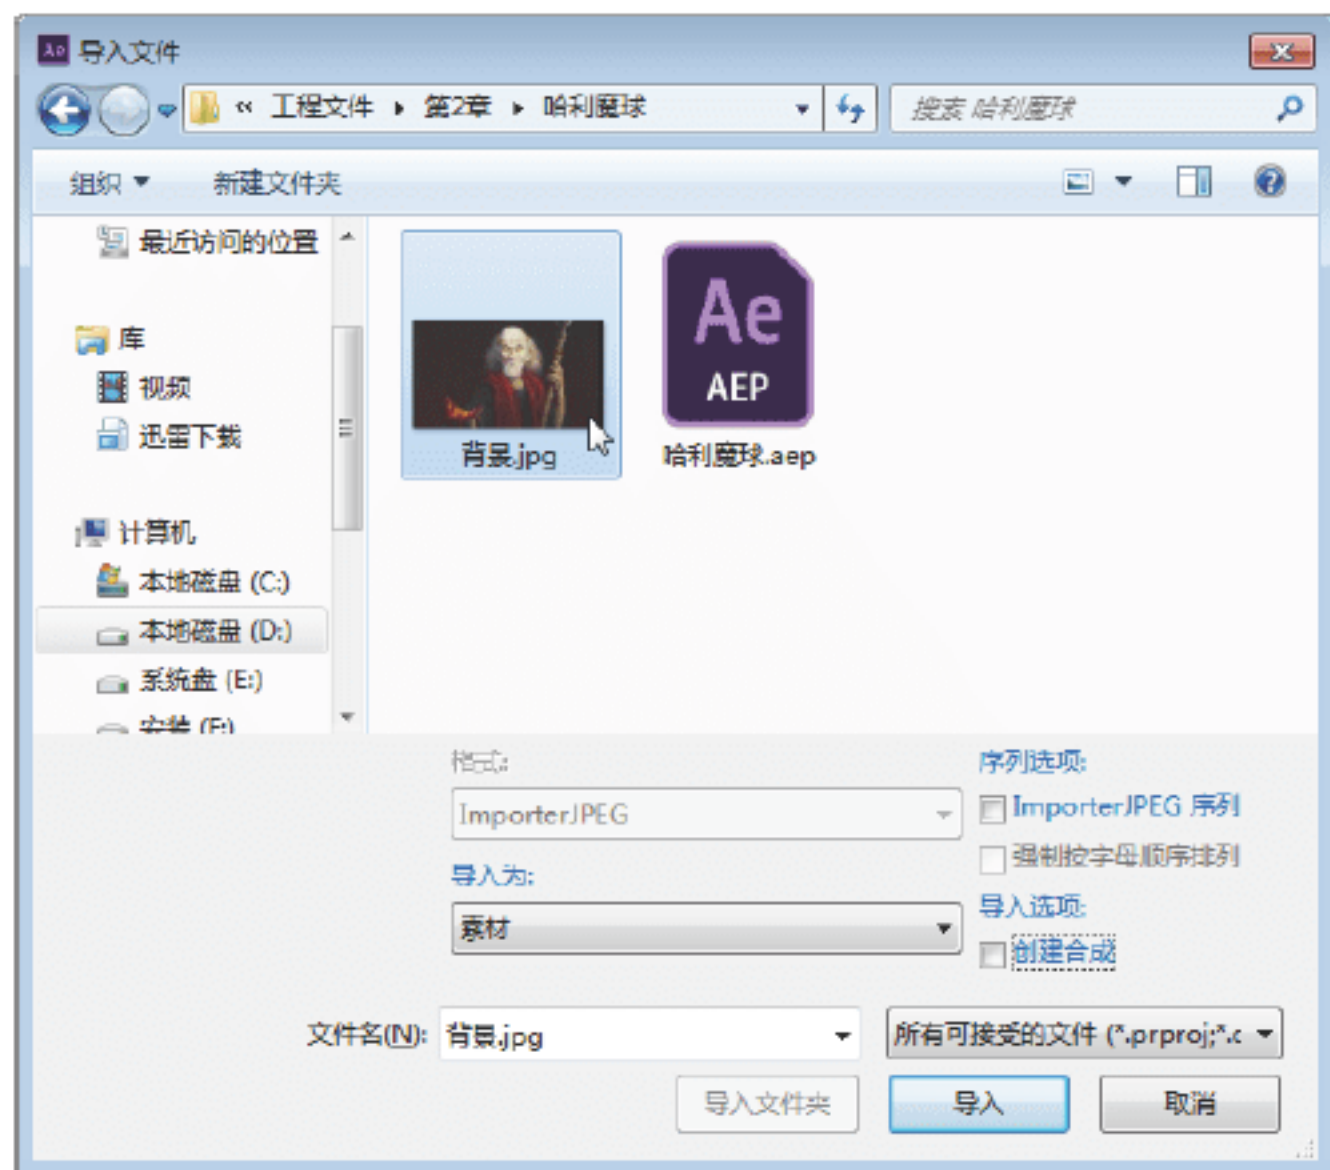 Ae 导入文件
« 工程文件 ▸ 第2章 ▸ 哈利魔球
搜索 哈利魔球
组织 新建文件夹
最近访问的位置
库
视频
迅雷下载
计算机
本地磁盘 (C:)
本地磁盘 (D:)
系统盘 (E:)
安装 (F:)
Ae
AEP
背景.jpg
哈利魔球.aep
格式:
ImporterJPEG
导入为:
素材
序列选项:
ImporterJPEG 序列
强制按字母顺序排列
导入选项:
创建合成
文件名(N): 背景.jpg
所有可接受的文件 (*.prproj;*.c
导入文件夹 导入 取消